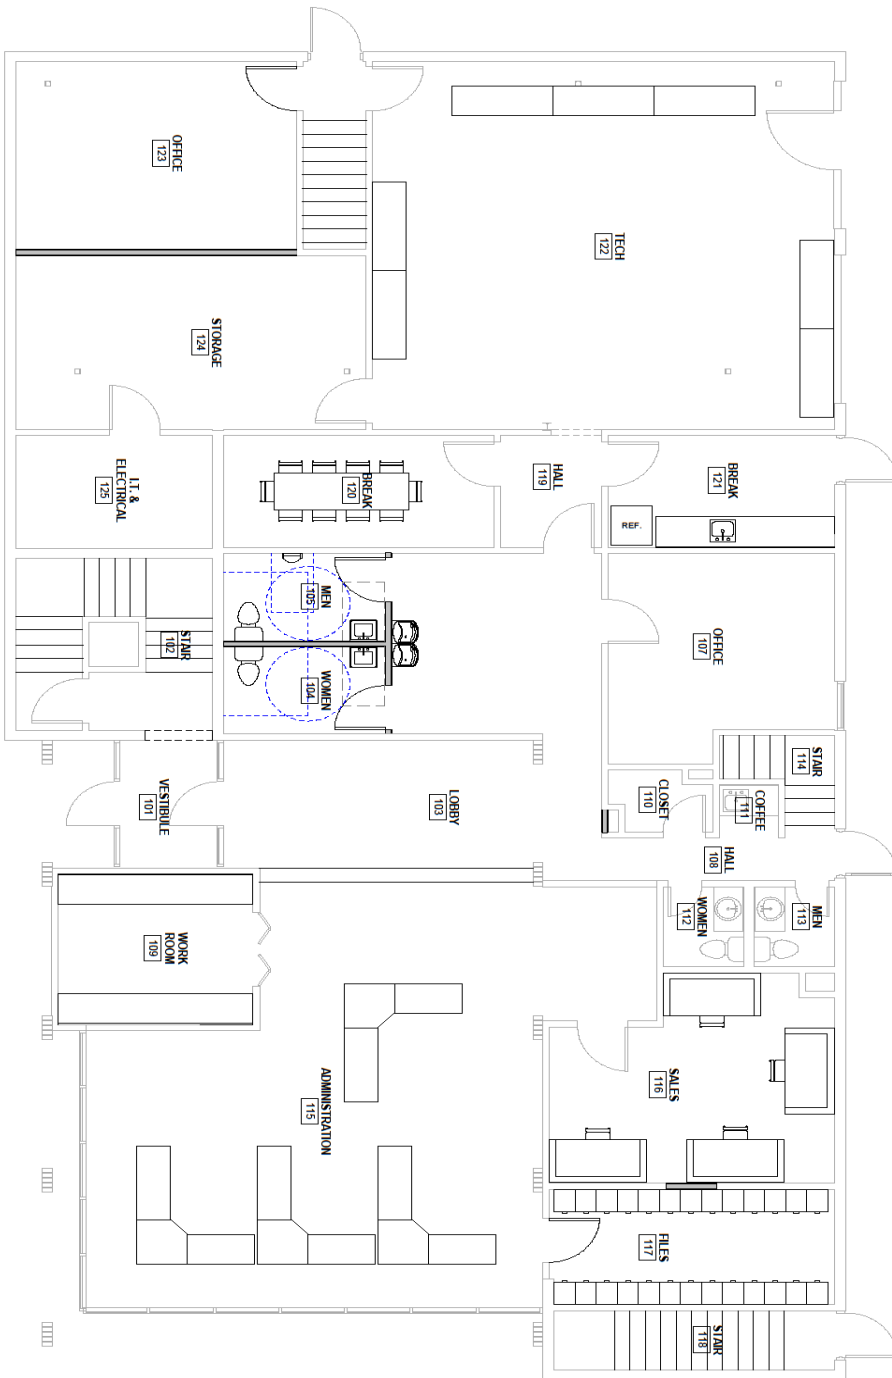 OFFICE
123
TECH
122
STORAGE
124
I.T. &
ELECTRICAL
125
BREAK
120
HALL
119
BREAK
121
REF.
MEN
105
WOMEN
104
STAIR
102
OFFICE
107
STAIR
114
COFFEE
111
CLOSET
110
HALL
108
VESTIBULE
101
LOBBY
103
WOMEN
112
MEN
113
WORK
ROOM
109
SALES
116
ADMINISTRATION
115
FILES
117
STAIR
118